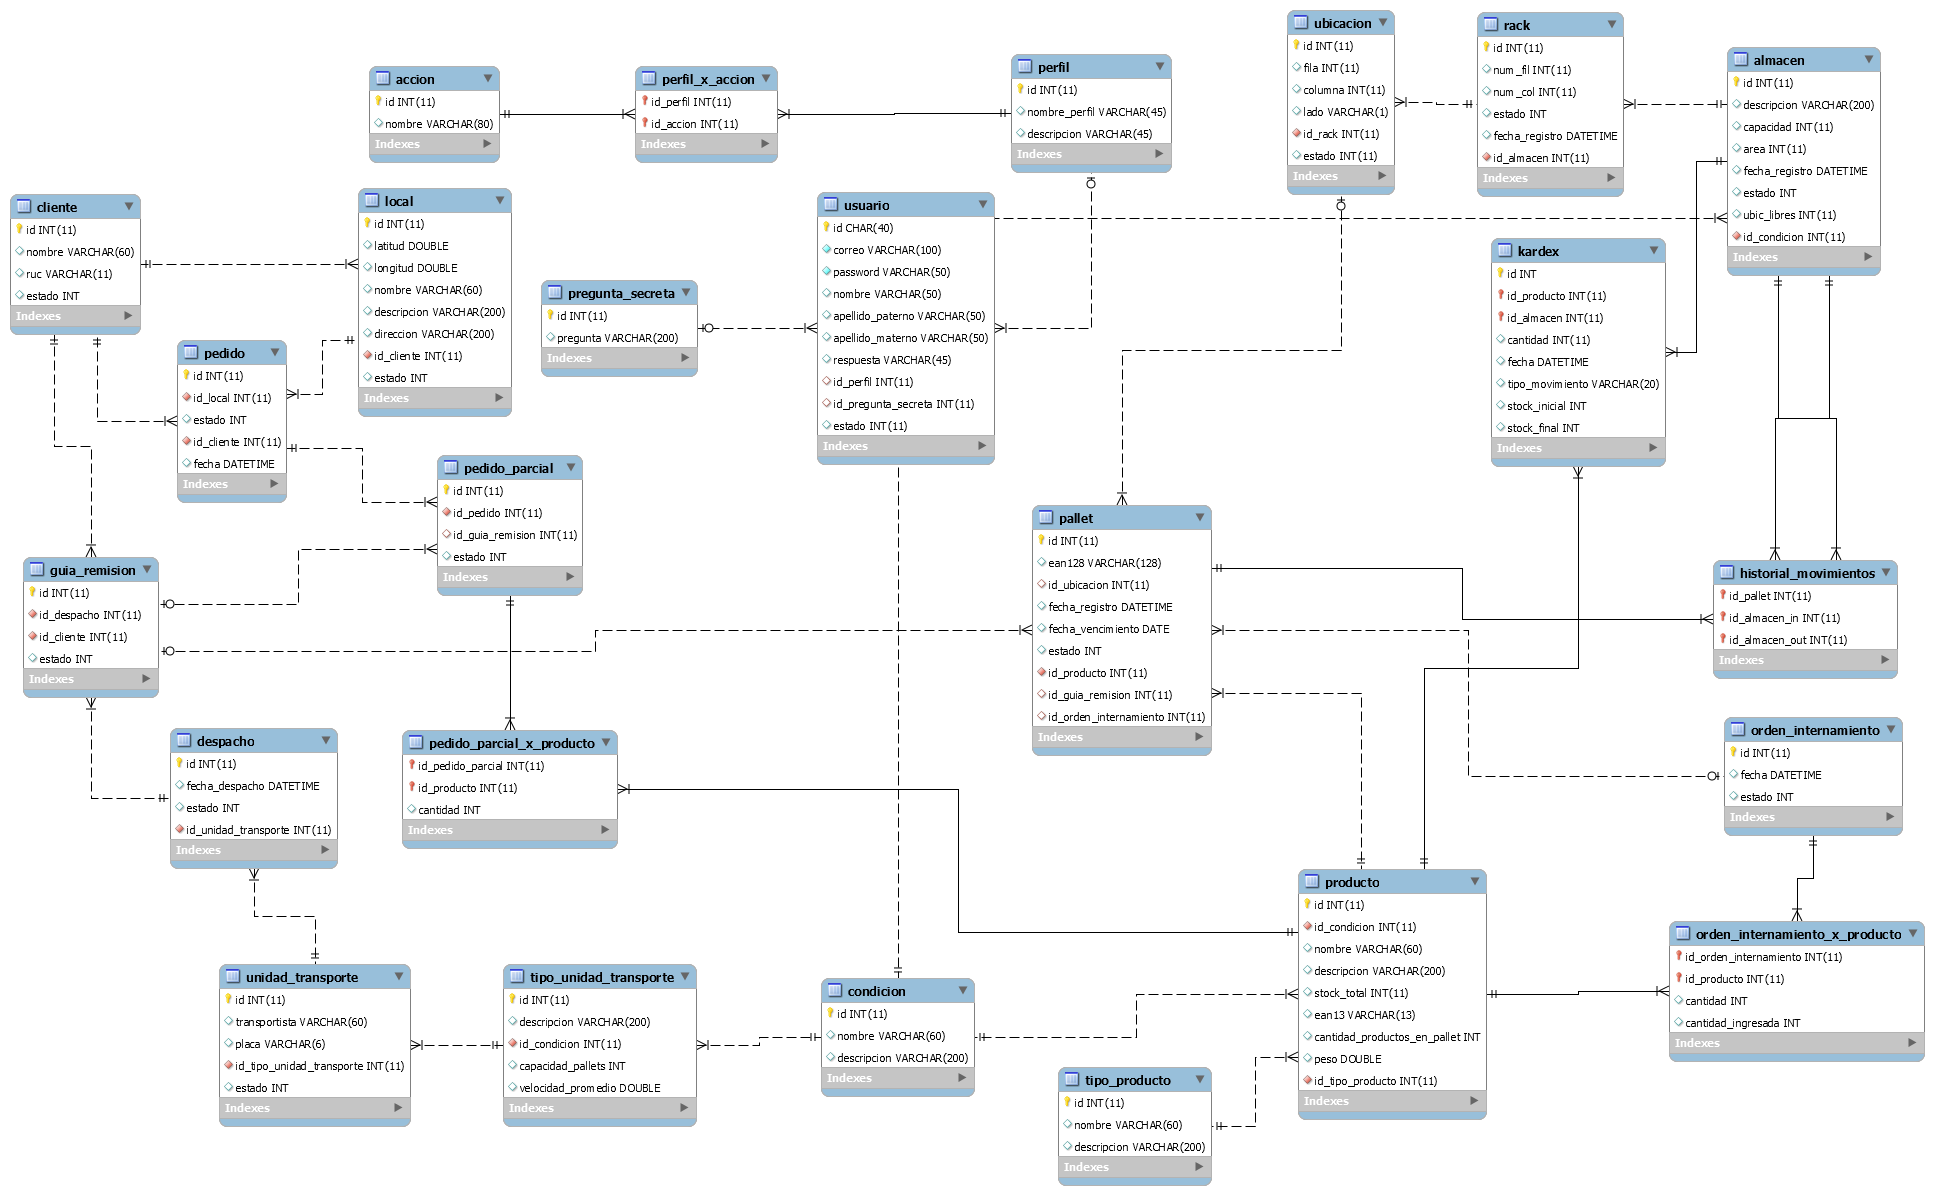 accion
id INT(11)
nombre VARCHAR(80)
Indexes
perfil_x_accion
id_perfil INT(11)
id_accion INT(11)
Indexes
perfil
id INT(11)
nombre_perfil VARCHAR(45)
descripcion VARCHAR(45)
Indexes
ubicacion
id INT(11)
fila INT(11)
columna INT(11)
lado VARCHAR(1)
id_rack INT(11)
estado INT(11)
Indexes
rack
id INT(11)
num_fil INT(11)
num_col INT(11)
estado INT
fecha_registro DATETIME
id_almacen INT(11)
Indexes
almacen
id INT(11)
descripcion VARCHAR(200)
capacidad INT(11)
area INT(11)
fecha_registro DATETIME
estado INT
ubic_libres INT(11)
id_condicion INT(11)
Indexes
cliente
id INT(11)
nombre VARCHAR(60)
ruc VARCHAR(11)
estado INT
Indexes
local
id INT(11)
latitud DOUBLE
longitud DOUBLE
nombre VARCHAR(60)
descripcion VARCHAR(200)
direccion VARCHAR(200)
id_cliente INT(11)
estado INT
Indexes
pregunta_secreta
id INT(11)
pregunta VARCHAR(200)
Indexes
usuario
id CHAR(40)
correo VARCHAR(100)
password VARCHAR(50)
nombre VARCHAR(50)
apellido_paterno VARCHAR(50)
apellido_materno VARCHAR(50)
respuesta VARCHAR(45)
id_perfil INT(11)
id_pregunta_secreta INT(11)
estado INT(11)
Indexes
kardex
id INT
id_producto INT(11)
id_almacen INT(11)
cantidad INT(11)
fecha DATETIME
tipo_movimiento VARCHAR(20)
stock_inicial INT
stock_final INT
Indexes
pedido
id INT(11)
id_local INT(11)
estado INT
id_cliente INT(11)
fecha DATETIME
Indexes
pedido_parcial
id INT(11)
id_pedido INT(11)
id_guia_remision INT(11)
estado INT
Indexes
guia_remision
id INT(11)
id_despacho INT(11)
id_cliente INT(11)
estado INT
Indexes
pallet
id INT(11)
ean128 VARCHAR(128)
id_ubicacion INT(11)
fecha_registro DATETIME
fecha_vencimiento DATE
estado INT
id_producto INT(11)
id_guia_remision INT(11)
id_orden_internamiento INT(11)
Indexes
historial_movimientos
id_pallet INT(11)
id_almacen_in INT(11)
id_almacen_out INT(11)
Indexes
despacho
id INT(11)
fecha_despacho DATETIME
estado INT
id_unidad_transporte INT(11)
Indexes
pedido_parcial_x_producto
id_pedido_parcial INT(11)
id_producto INT(11)
cantidad INT
Indexes
orden_internamiento
id INT(11)
fecha DATETIME
estado INT
Indexes
producto
id INT(11)
id_condicion INT(11)
nombre VARCHAR(60)
descripcion VARCHAR(200)
stock_total INT(11)
ean13 VARCHAR(13)
cantidad_productos_en_pallet INT
peso DOUBLE
id_tipo_producto INT(11)
Indexes
orden_internamiento_x_producto
id_orden_internamiento INT(11)
id_producto INT(11)
cantidad INT
cantidad_ingresada INT
Indexes
unidad_transporte
id INT(11)
transportista VARCHAR(60)
placa VARCHAR(6)
id_tipo_unidad_transporte INT(11)
estado INT
Indexes
tipo_unidad_transporte
id INT(11)
descripcion VARCHAR(200)
id_condicion INT(11)
capacidad_pallets INT
velocidad_promedio DOUBLE
Indexes
condicion
id INT(11)
nombre VARCHAR(60)
descripcion VARCHAR(200)
Indexes
tipo_producto
id INT(11)
nombre VARCHAR(60)
descripcion VARCHAR(200)
Indexes